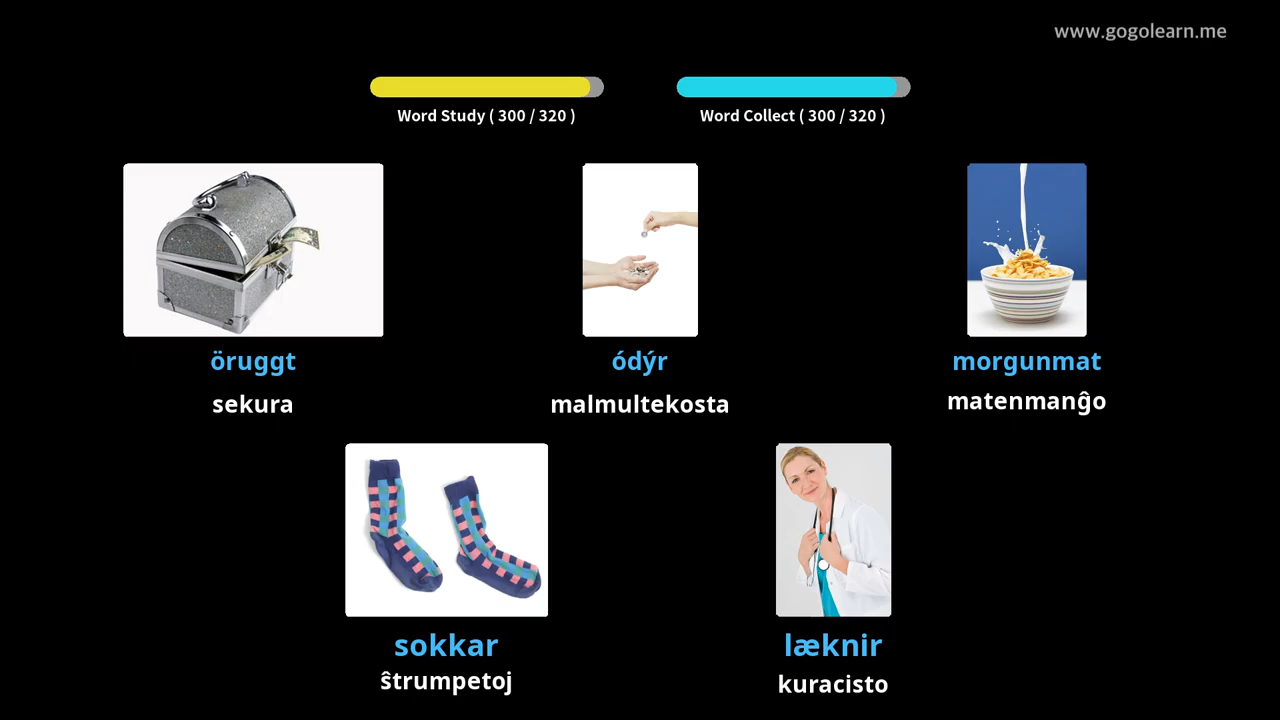 www.gogolearn.me
Word Study ( 300 / 320 )
Word Collect ( 300 / 320 )
öruggt
sekura
ódýr
malmultekosta
morgunmat
matenmanĝo
sokkar
ŝtrumpetoj
læknir
kuracisto